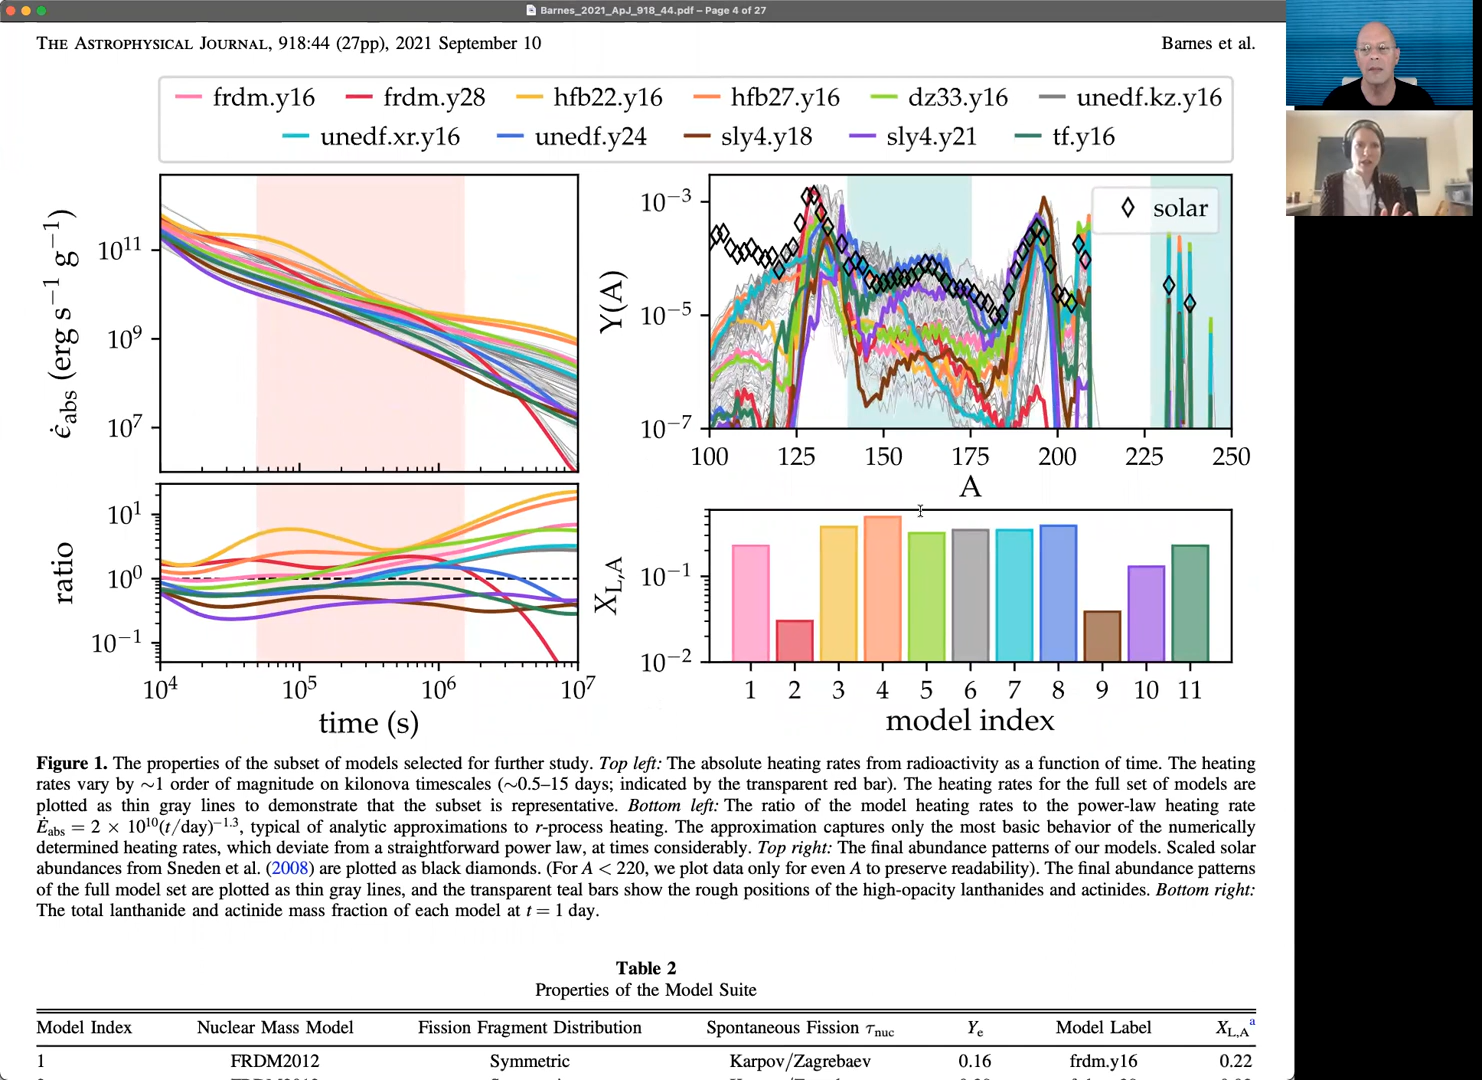 Barnes_2021_ApJ_918_44.pdf – Page 4 of 27
THE ASTROPHYSICAL JOURNAL, 918:44 (27pp), 2021 September 10
Barnes et al.
frdm.y16 frdm.y28 hfb22.y16 hfb27.y16 dz33.y16 unedf.kz.y16
unedf.xr.y16 unedf.y24 sly4.y18 sly4.y21 tf.y16
ε̇abs (erg s−1 g−1)
10^11
10^9
10^7
ratio
10^1
10^0
10^−1
10^4 10^5 10^6 10^7
time (s)
Y(A)
10^−3
10^−5
10^−7
solar
100 125 150 175 200 225 250
A
XL,A
10^−1
10^−2
1 2 3 4 5 6 7 8 9 10 11
model index
Figure 1. The properties of the subset of models selected for further study. Top left: The absolute heating rates from radioactivity as a function of time. The heating
rates vary by ∼1 order of magnitude on kilonova timescales (∼0.5–15 days; indicated by the transparent red bar). The heating rates for the full set of models are
plotted as thin gray lines to demonstrate that the subset is representative. Bottom left: The ratio of the model heating rates to the power-law heating rate
Ėabs = 2 × 10^10(t/day)^−1.3, typical of analytic approximations to r-process heating. The approximation captures only the most basic behavior of the numerically
determined heating rates, which deviate from a straightforward power law, at times considerably. Top right: The final abundance patterns of our models. Scaled solar
abundances from Sneden et al. (2008) are plotted as black diamonds. (For A < 220, we plot data only for even A to preserve readability). The final abundance patterns
of the full model set are plotted as thin gray lines, and the transparent teal bars show the rough positions of the high-opacity lanthanides and actinides. Bottom right:
The total lanthanide and actinide mass fraction of each model at t = 1 day.
Table 2
Properties of the Model Suite
Model Index Nuclear Mass Model Fission Fragment Distribution Spontaneous Fission τnuc Ye Model Label XL,A^a
1 FRDM2012 Symmetric Karpov/Zagrebaev 0.16 frdm.y16 0.22